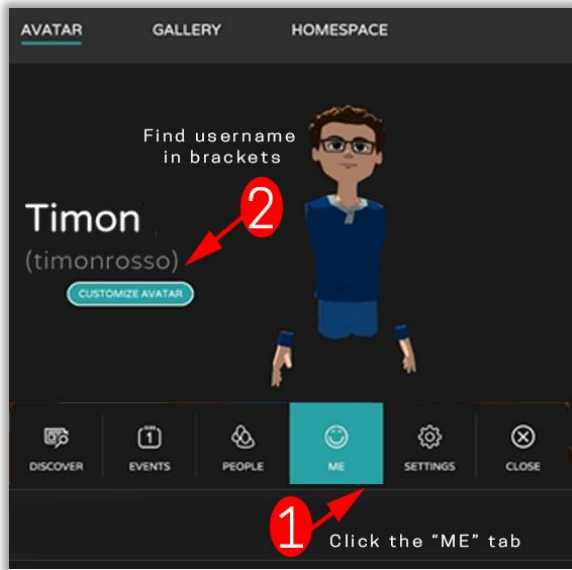 AVATAR GALLERY HOMESPACE
Find username
in brackets
2
Timon
(timonrosso)
CUSTOMIZE AVATAR
1
DISCOVER EVENTS PEOPLE ME SETTINGS CLOSE
1 Click the “ME” tab